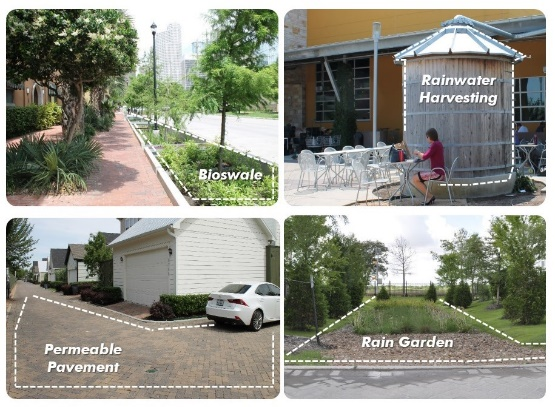 Bioswale
Rainwater
Harvesting
Permeable
Pavement
Rain Garden